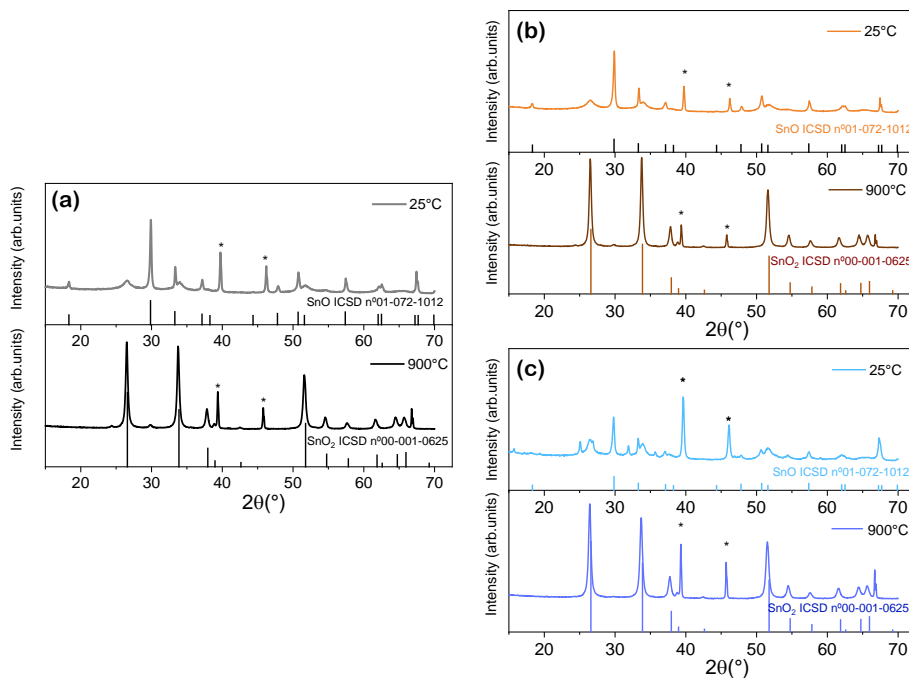 (a)
Intensity (arb.units)
25°C
*
*
SnO ICSD nº01-072-1012
20 30 40 50 60 70
2θ(°)
Intensity (arb.units)
900°C
*
*
SnO₂ ICSD nº00-001-0625
20 30 40 50 60 70
2θ(°)
(b)
Intensity (arb.units)
25°C
*
*
SnO ICSD nº01-072-1012
20 30 40 50 60 70
Intensity (arb.units)
900°C
*
*
SnO₂ ICSD nº00-001-0625
20 30 40 50 60 70
2θ(°)
(c)
Intensity (arb.units)
25°C
*
*
SnO ICSD nº01-072-1012
20 30 40 50 60 70
Intensity (arb.units)
900°C
*
*
SnO₂ ICSD nº00-001-0625
20 30 40 50 60 70
2θ(°)